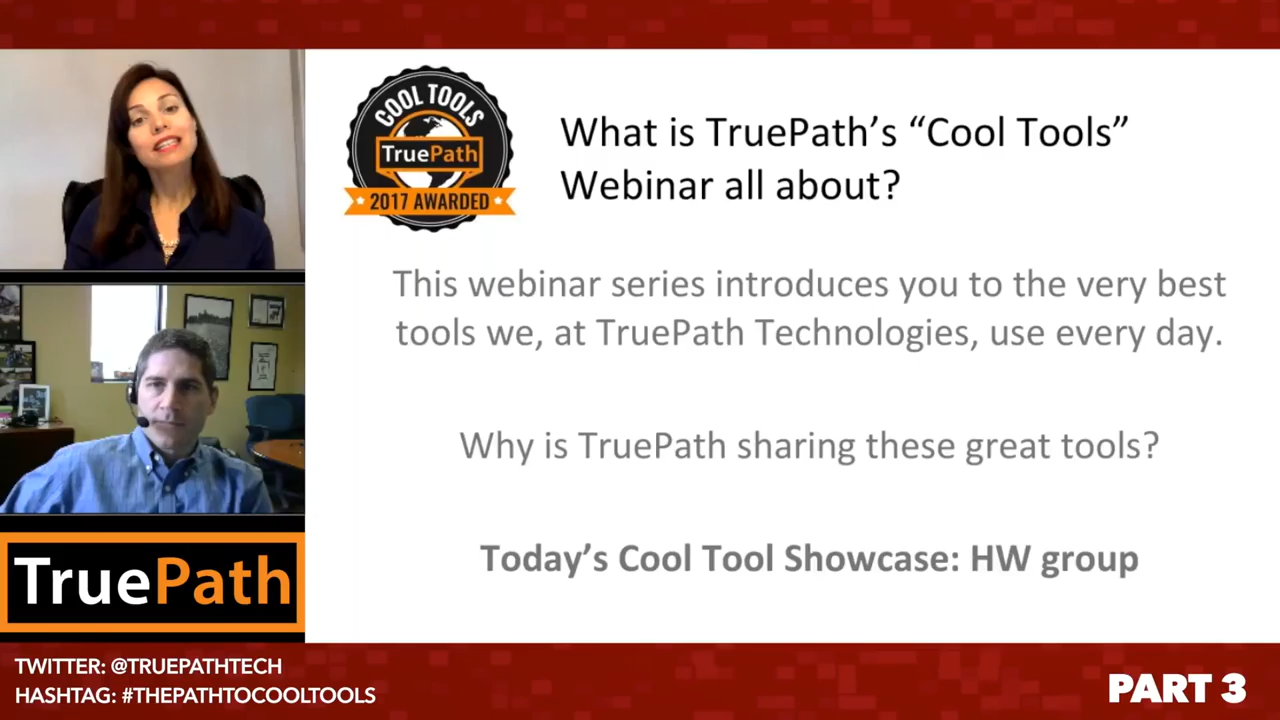 COOL TOOLS
TruePath
2017 AWARDED
What is TruePath’s “Cool Tools”
Webinar all about?
This webinar series introduces you to the very best
tools we, at TruePath Technologies, use every day.
Why is TruePath sharing these great tools?
Today’s Cool Tool Showcase: HW group
TruePath
TWITTER: @TRUEPATHTECH
HASHTAG: #THEPATHTOCOOLTOOLS
PART 3